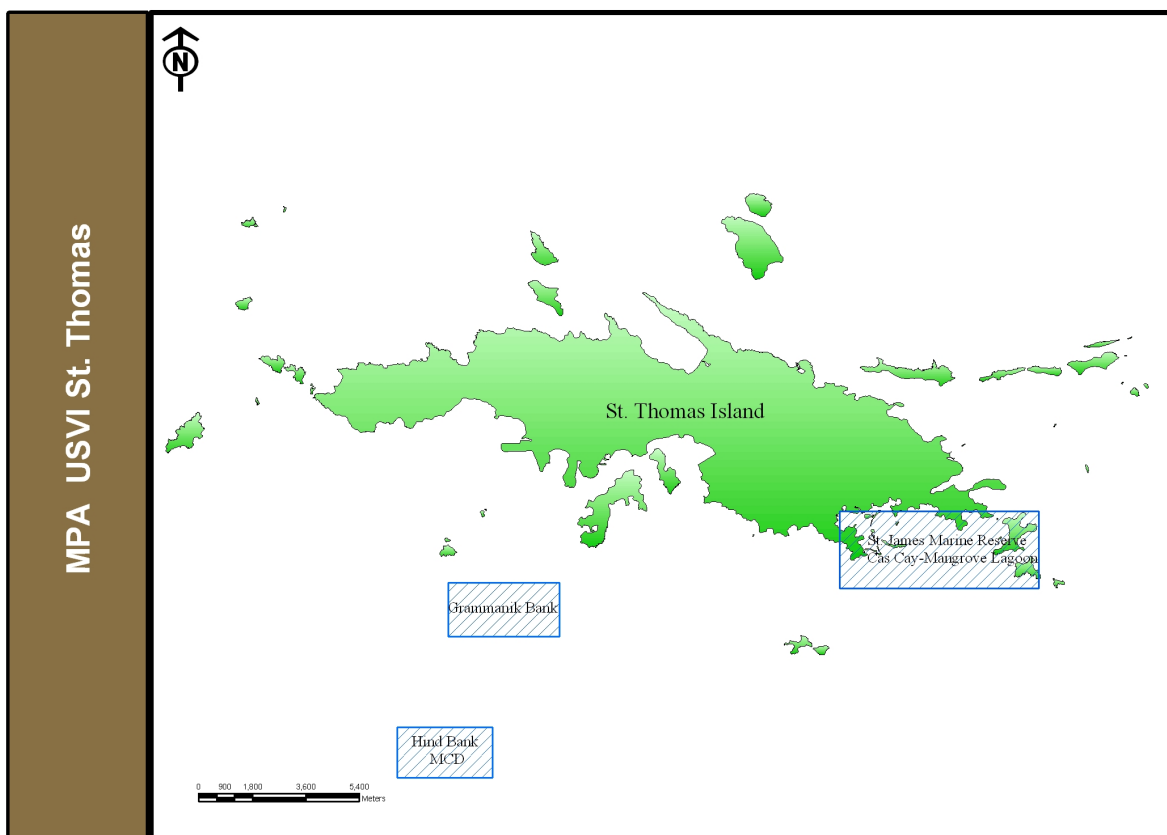 MPA USVI St. Thomas
N
St. Thomas Island
St. James Marine Reserve
Cas Cay-Mangrove Lagoon
Grammanik Bank
Hind Bank
MCD
0 900 1,800 3,600 5,400
Meters